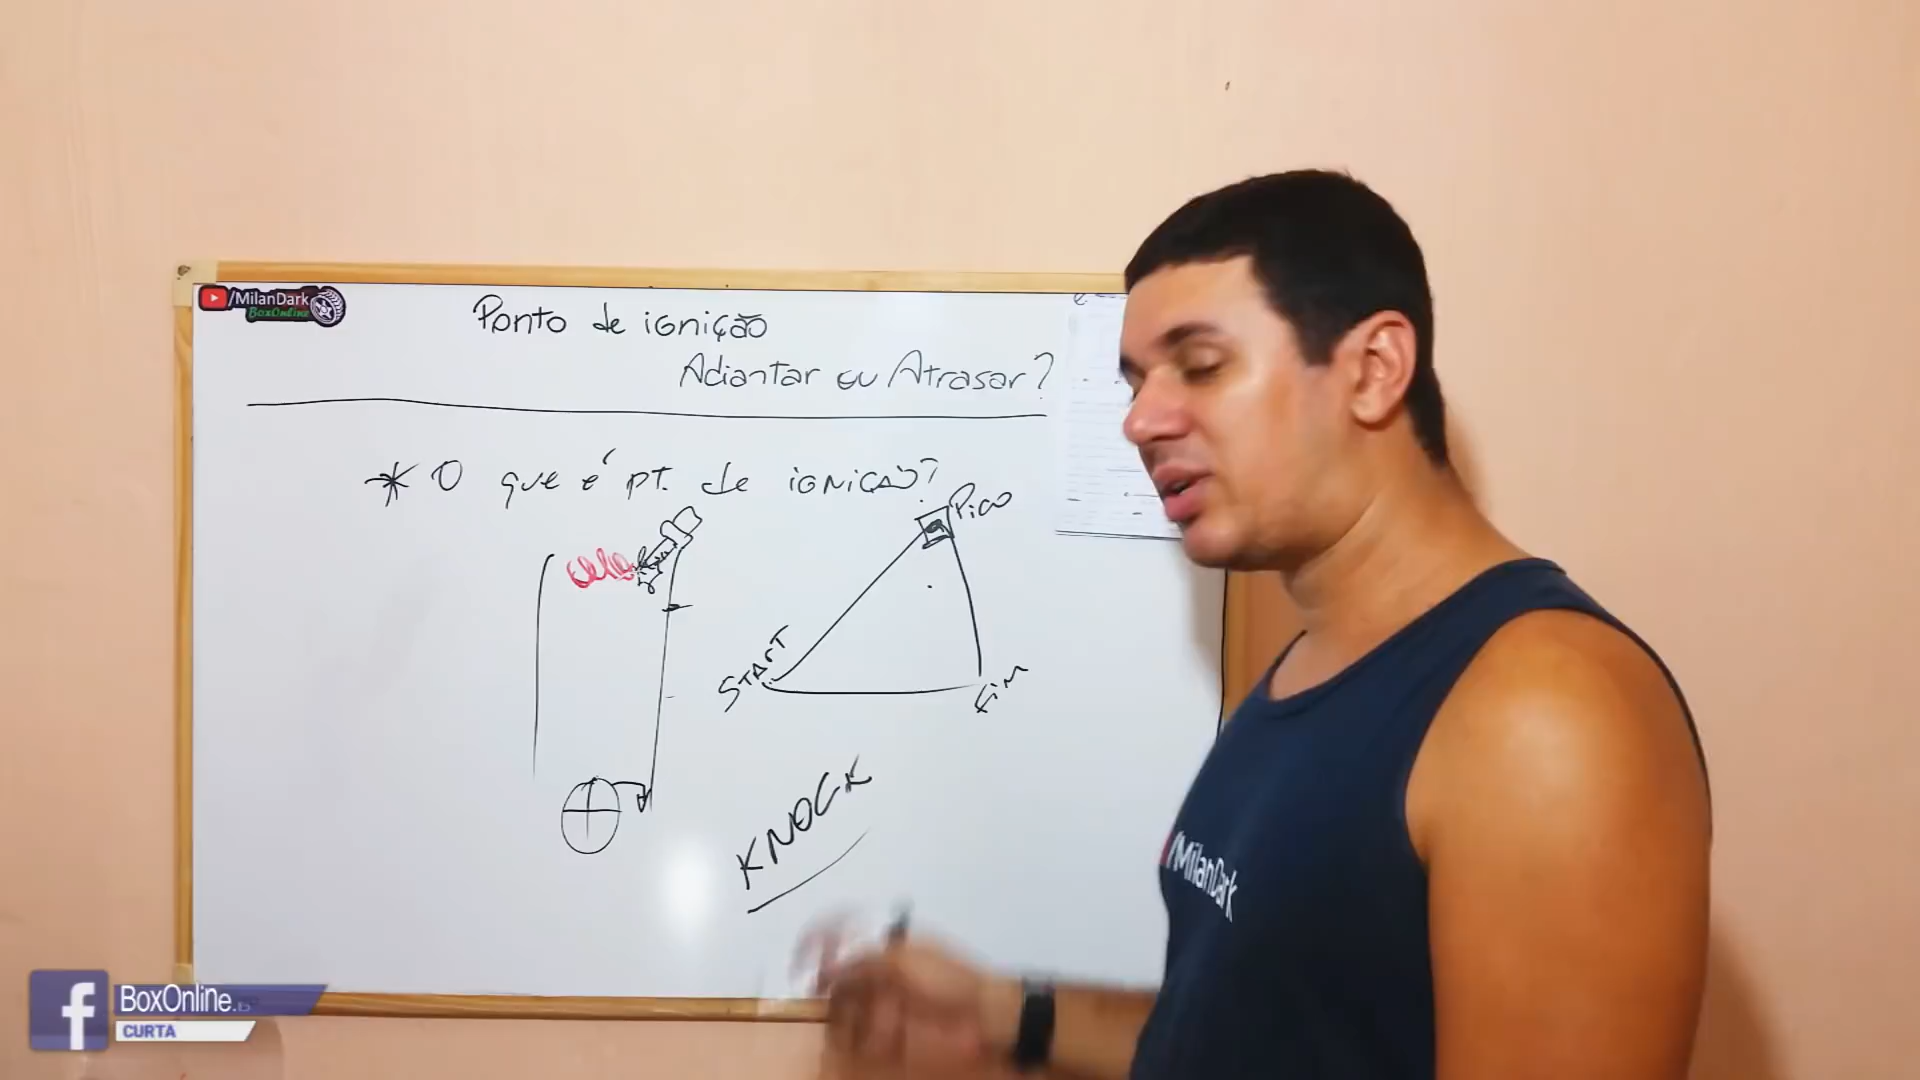 /MilanDark
BoxOnline
Ponto de ignição
Adiantar ou Atrasar?
* O que é pt. de ignição?
Pico
START
Fim
KNOCK
/MilanDark
BoxOnline.
CURTA